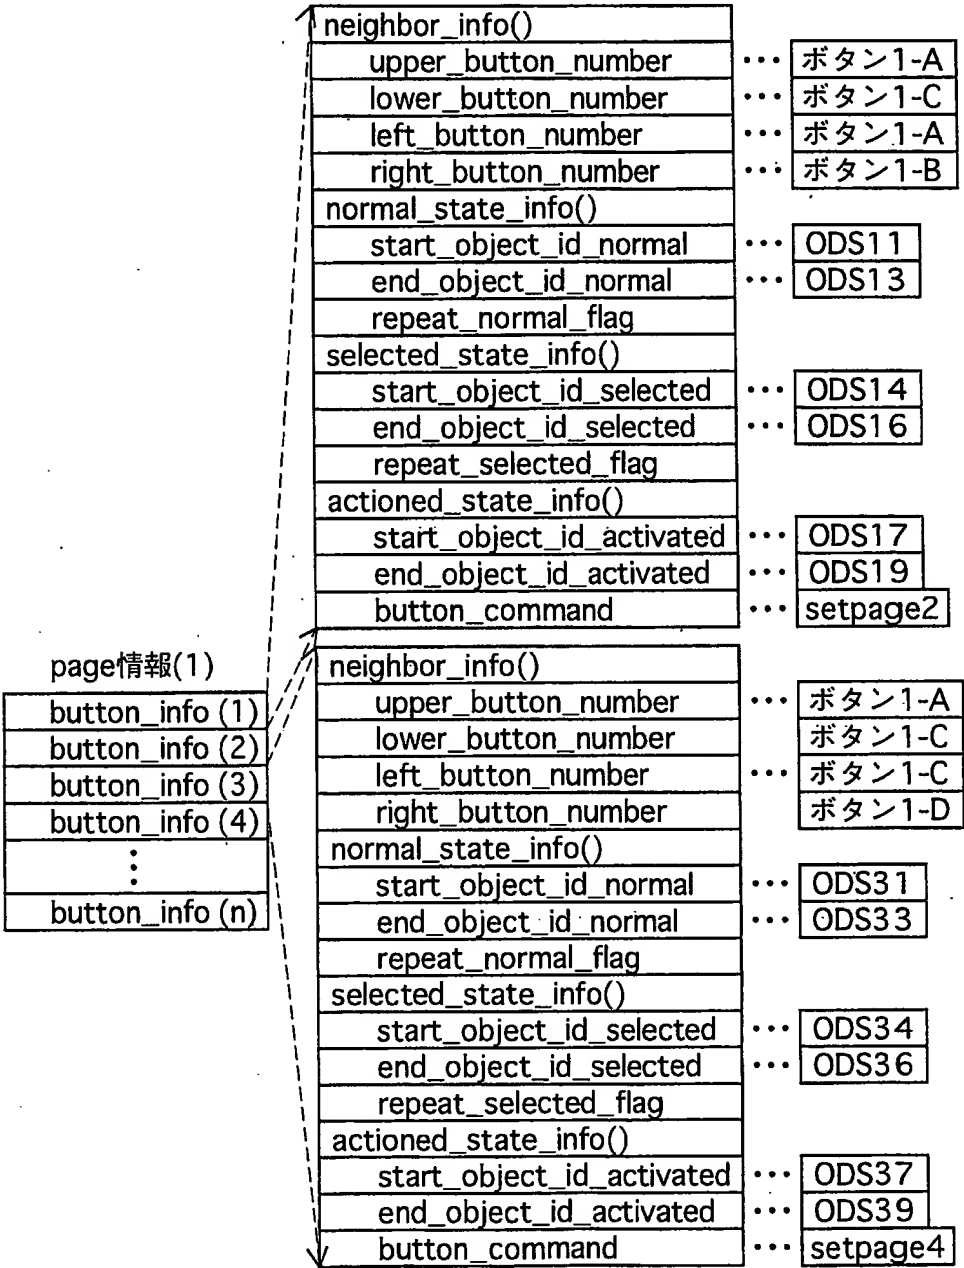 neighbor_info()
upper_button_number ••• ボタン1-A
lower_button_number ••• ボタン1-C
left_button_number ••• ボタン1-A
right_button_number ••• ボタン1-B
normal_state_info()
start_object_id_normal ••• ODS11
end_object_id_normal ••• ODS13
repeat_normal_flag
selected_state_info()
start_object_id_selected ••• ODS14
end_object_id_selected ••• ODS16
repeat_selected_flag
actioned_state_info()
start_object_id_activated ••• ODS17
end_object_id_activated ••• ODS19
button_command ••• setpage2
page情報(1)
button_info (1)
button_info (2)
button_info (3)
button_info (4)
button_info (n)
neighbor_info()
upper_button_number ••• ボタン1-A
lower_button_number ボタン1-C
left_button_number ••• ボタン1-C
right_button_number ボタン1-D
normal_state_info()
start_object_id_normal ••• ODS31
end_object_id_normal ••• ODS33
repeat_normal_flag
selected_state_info()
start_object_id_selected ••• ODS34
end_object_id_selected ••• ODS36
repeat_selected_flag
actioned_state_info()
start_object_id_activated ••• ODS37
end_object_id_activated ••• ODS39
button_command ••• setpage4